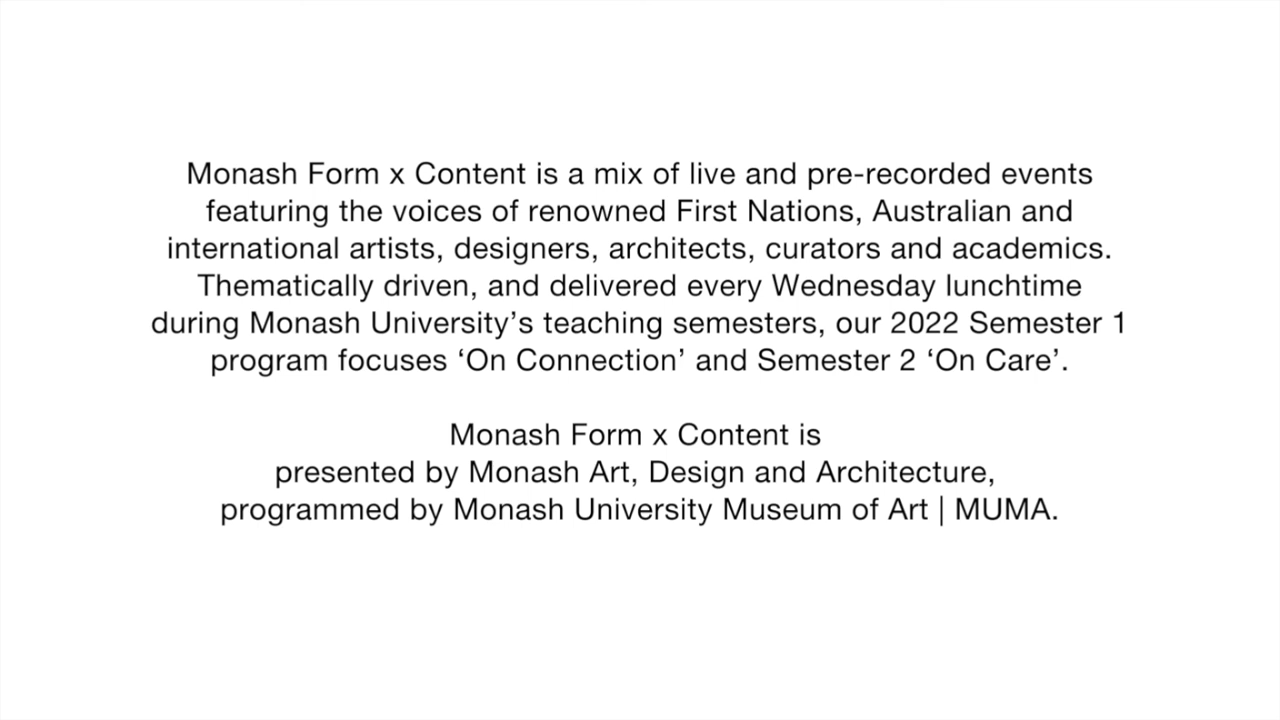 Monash Form x Content is a mix of live and pre-recorded events
featuring the voices of renowned First Nations, Australian and
international artists, designers, architects, curators and academics.
Thematically driven, and delivered every Wednesday lunchtime
during Monash University’s teaching semesters, our 2022 Semester 1
program focuses ‘On Connection’ and Semester 2 ‘On Care’.
Monash Form x Content is
presented by Monash Art, Design and Architecture,
programmed by Monash University Museum of Art | MUMA.